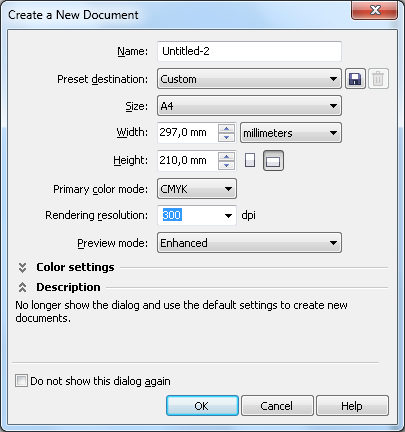 Create a New Document
Name: Untitled-2
Preset destination: Custom
Size: A4
Width: 297,0 mm millimeters
Height: 210,0 mm
Primary color mode: CMYK
Rendering resolution: 300 dpi
Preview mode: Enhanced
Color settings
Description
No longer show the dialog and use the default settings to create new
documents.
Do not show this dialog again
OK Cancel Help